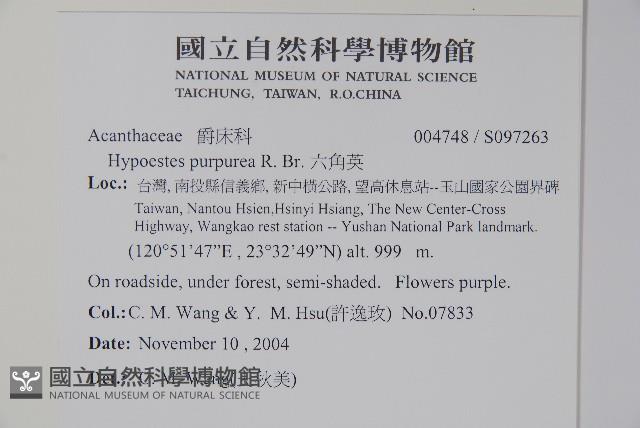 國立自然科學博物館
NATIONAL MUSEUM OF NATURAL SCIENCE
TAICHUNG, TAIWAN, R.O.CHINA
Acanthaceae 爵床科 004748 / S097263
Hypoestes purpurea R. Br. 六角英
Loc.: 台灣, 南投縣信義鄉, 新中橫公路, 望高休息站--玉山國家公園界碑
Taiwan, Nantou Hsien,Hsinyi Hsiang, The New Center-Cross
Highway, Wangkao rest station -- Yushan National Park landmark.
(120°51'47"E , 23°32'49"N) alt. 999 m.
On roadside, under forest, semi-shaded. Flowers purple.
Col.: C. M. Wang & Y. M. Hsu(許逸玫) No.07833
Date: November 10 , 2004
Det.: C. M. Wang( 秋美)
國立自然科學博物館
NATIONAL MUSEUM OF NATURAL SCIENCE